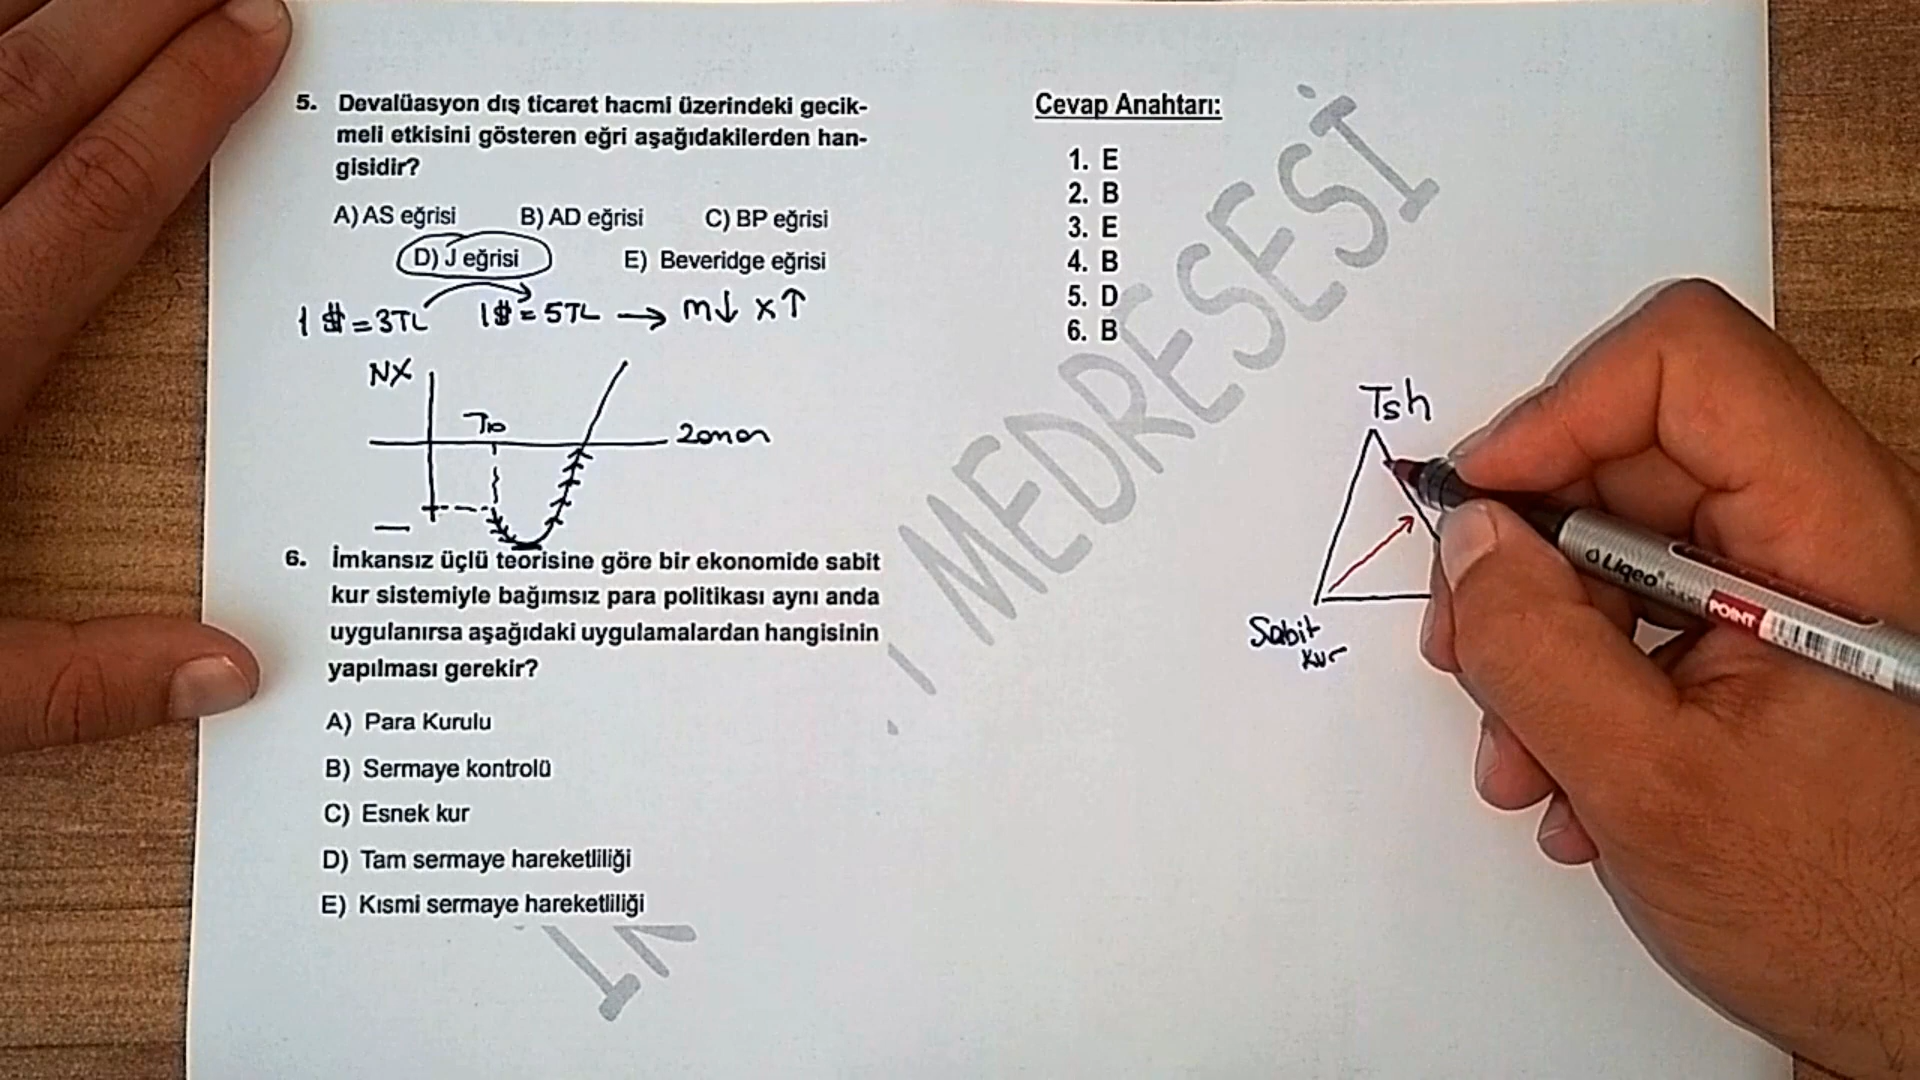 5. Devalüasyon dış ticaret hacmi üzerindeki gecik-
meli etkisini gösteren eğri aşağıdakilerden han-
gisidir?
A) AS eğrisi B) AD eğrisi C) BP eğrisi
D) J eğrisi E) Beveridge eğrisi
1 $ = 3TL 1$ = 5TL → m↓ x↑
NX
zaman
6. İmkansız üçlü teorisine göre bir ekonomide sabit
kur sistemiyle bağımsız para politikası aynı anda
uygulanırsa aşağıdaki uygulamalardan hangisinin
yapılması gerekir?
A) Para Kurulu
B) Sermaye kontrolü
C) Esnek kur
D) Tam sermaye hareketliliği
E) Kısmi sermaye hareketliliği
Cevap Anahtarı:
1. E
2. B
3. E
4. B
5. D
6. B
Tsh
Sabit
kur
MEDRESESİ
Liqeo
POINT